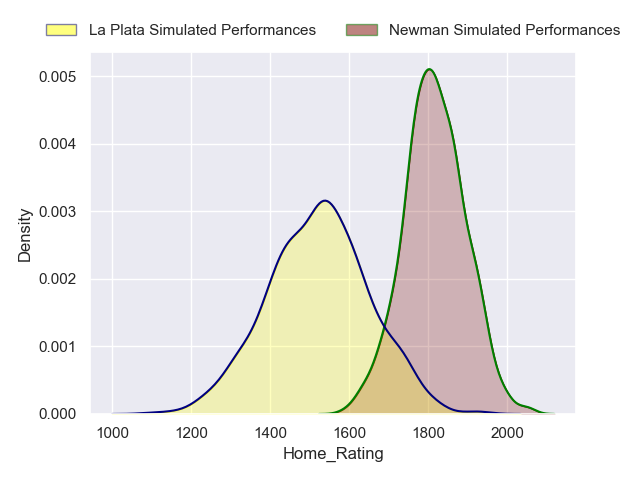 La Plata Simulated Performances Newman Simulated Performances
0.005
0.004
0.003
0.002
0.001
0.000
Density
1000 1200 1400 1600 1800 2000
Home_Rating